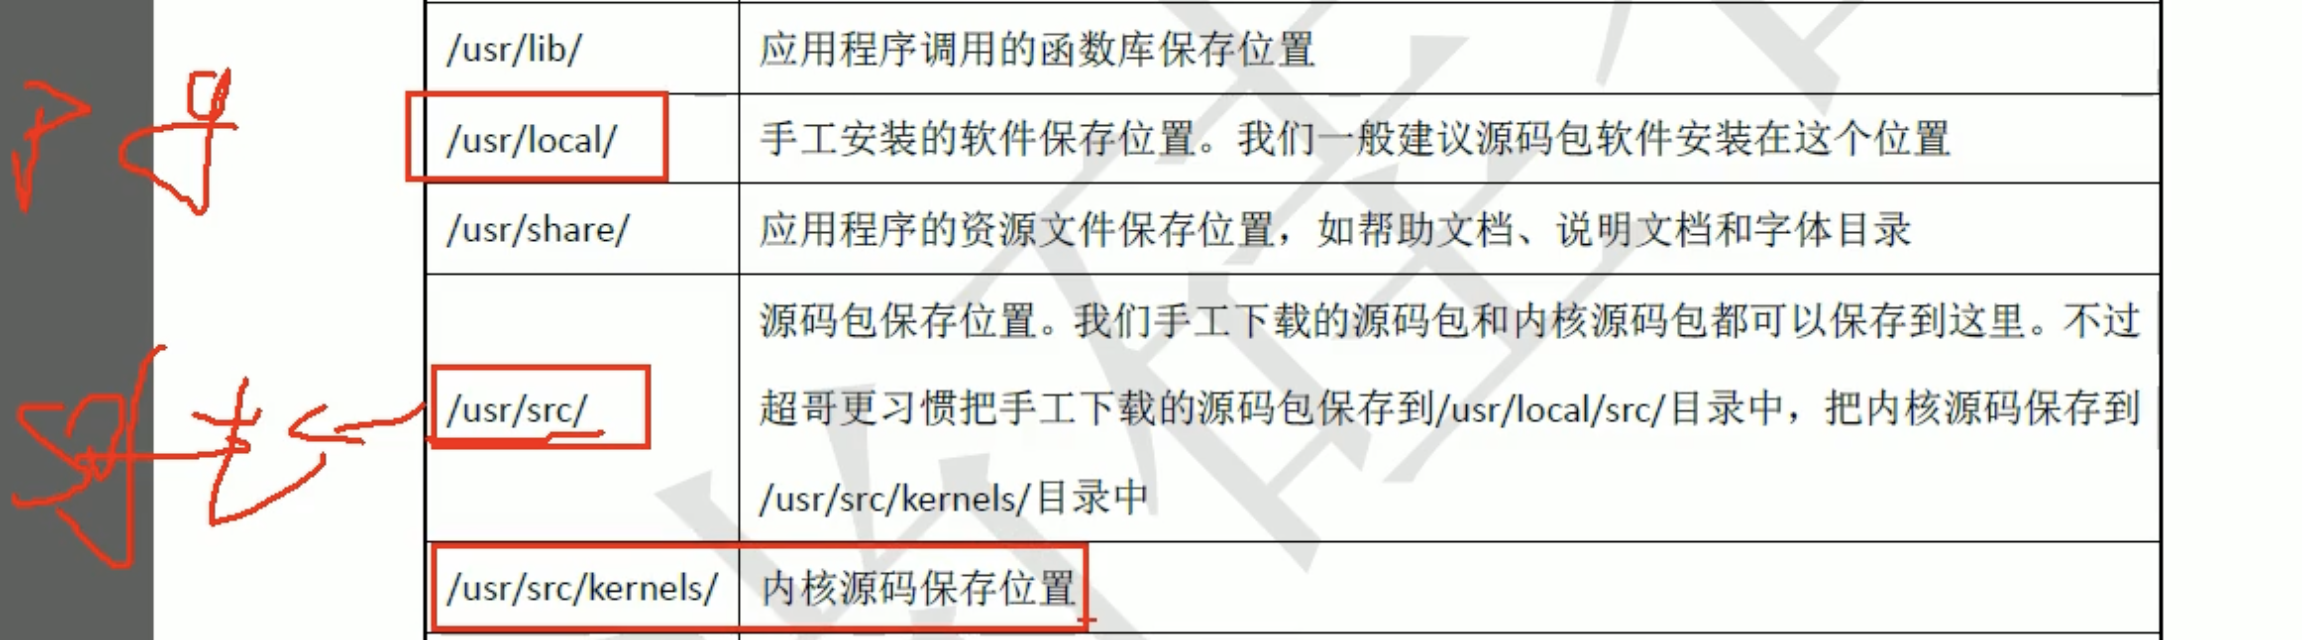 /usr/lib/ 应用程序调用的函数库保存位置
/usr/local/ 手工安装的软件保存位置。我们一般建议源码包软件安装在这个位置
/usr/share/ 应用程序的资源文件保存位置，如帮助文档、说明文档和字体目录
/usr/src/ 源码包保存位置。我们手工下载的源码包和内核源码包都可以保存到这里。不过
超哥更习惯把手工下载的源码包保存到/usr/local/src/目录中，把内核源码保存到
/usr/src/kernels/目录中
/usr/src/kernels/ 内核源码保存位置